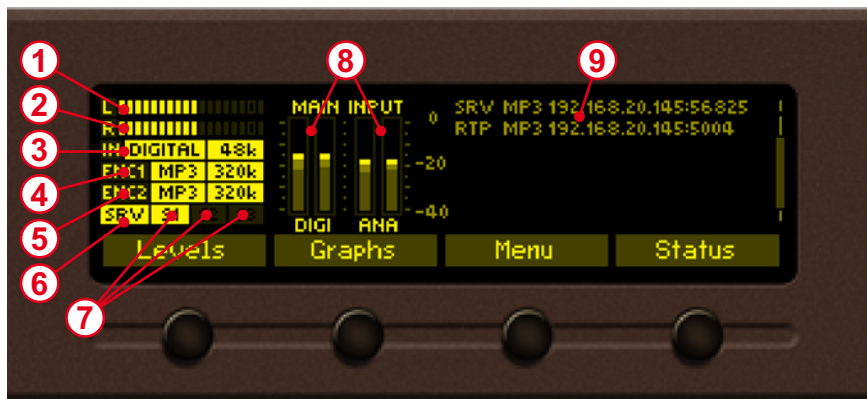 1
2
3
4
5
6
7
8
9
L
R
IN DIGITAL 48k
ENC1 MP3 320k
ENC2 MP3 320k
SRV S1 S2 S3
MAIN INPUT
0
-20
-40
DIGI ANA
SRV MP3 192.168.20.145:56825
RTP MP3 192.168.20.145:5004
Levels Graphs Menu Status